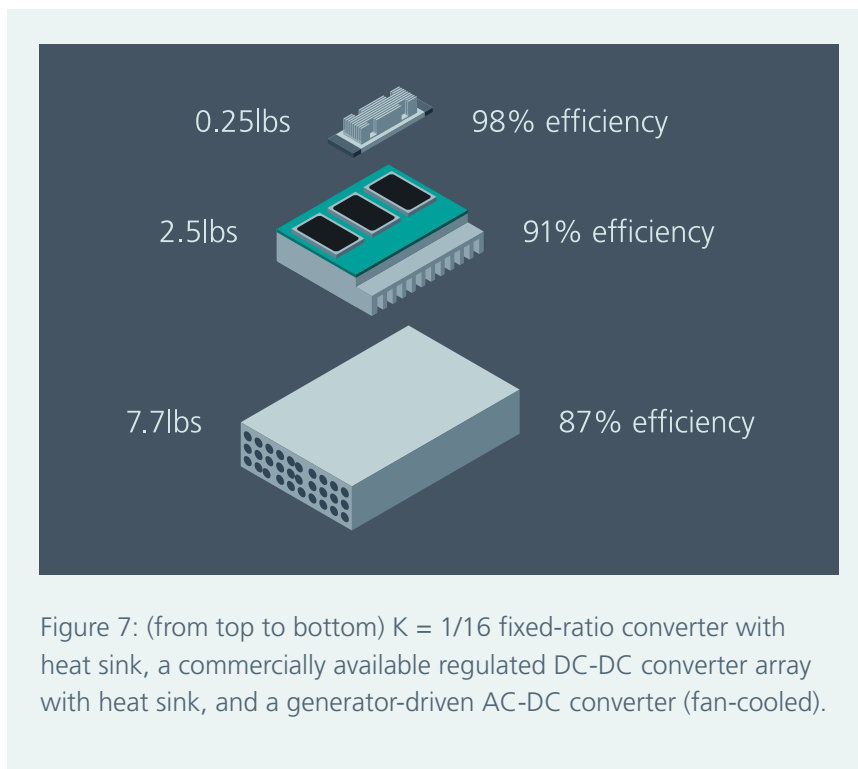 0.25lbs 98% efficiency
2.5lbs 91% efficiency
7.7lbs 87% efficiency
Figure 7: (from top to bottom) K = 1/16 fixed-ratio converter with
heat sink, a commercially available regulated DC-DC converter array
with heat sink, and a generator-driven AC-DC converter (fan-cooled).